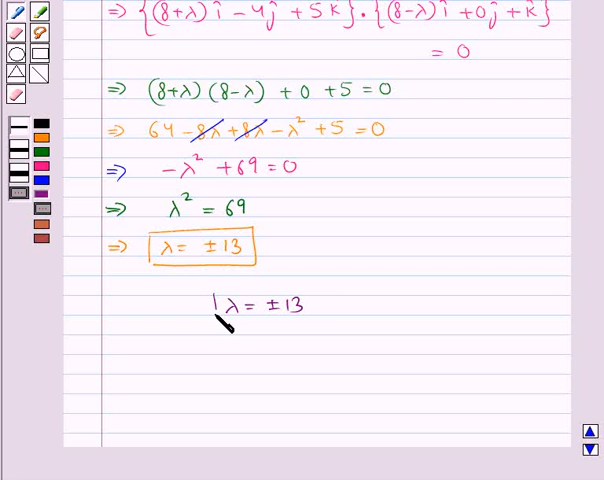 ⇒ {(8+λ)î − 4ĵ + 5k̂}·{(8−λ)î + 0ĵ + k̂}
= 0
⇒ (8+λ)(8−λ) + 0 + 5 = 0
⇒ 64 − 8λ + 8λ − λ² + 5 = 0
⇒ −λ² + 69 = 0
⇒ λ² = 69
⇒ λ = ±13
λ = ±13